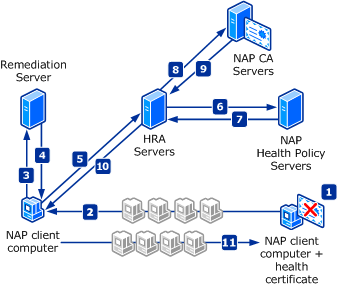 NAP CA
Servers
Remediation
Server
8
9
6
7
HRA
Servers
NAP
Health Policy
Servers
5
10
3
4
1
2
NAP client
computer
11
NAP client
computer +
health
certificate